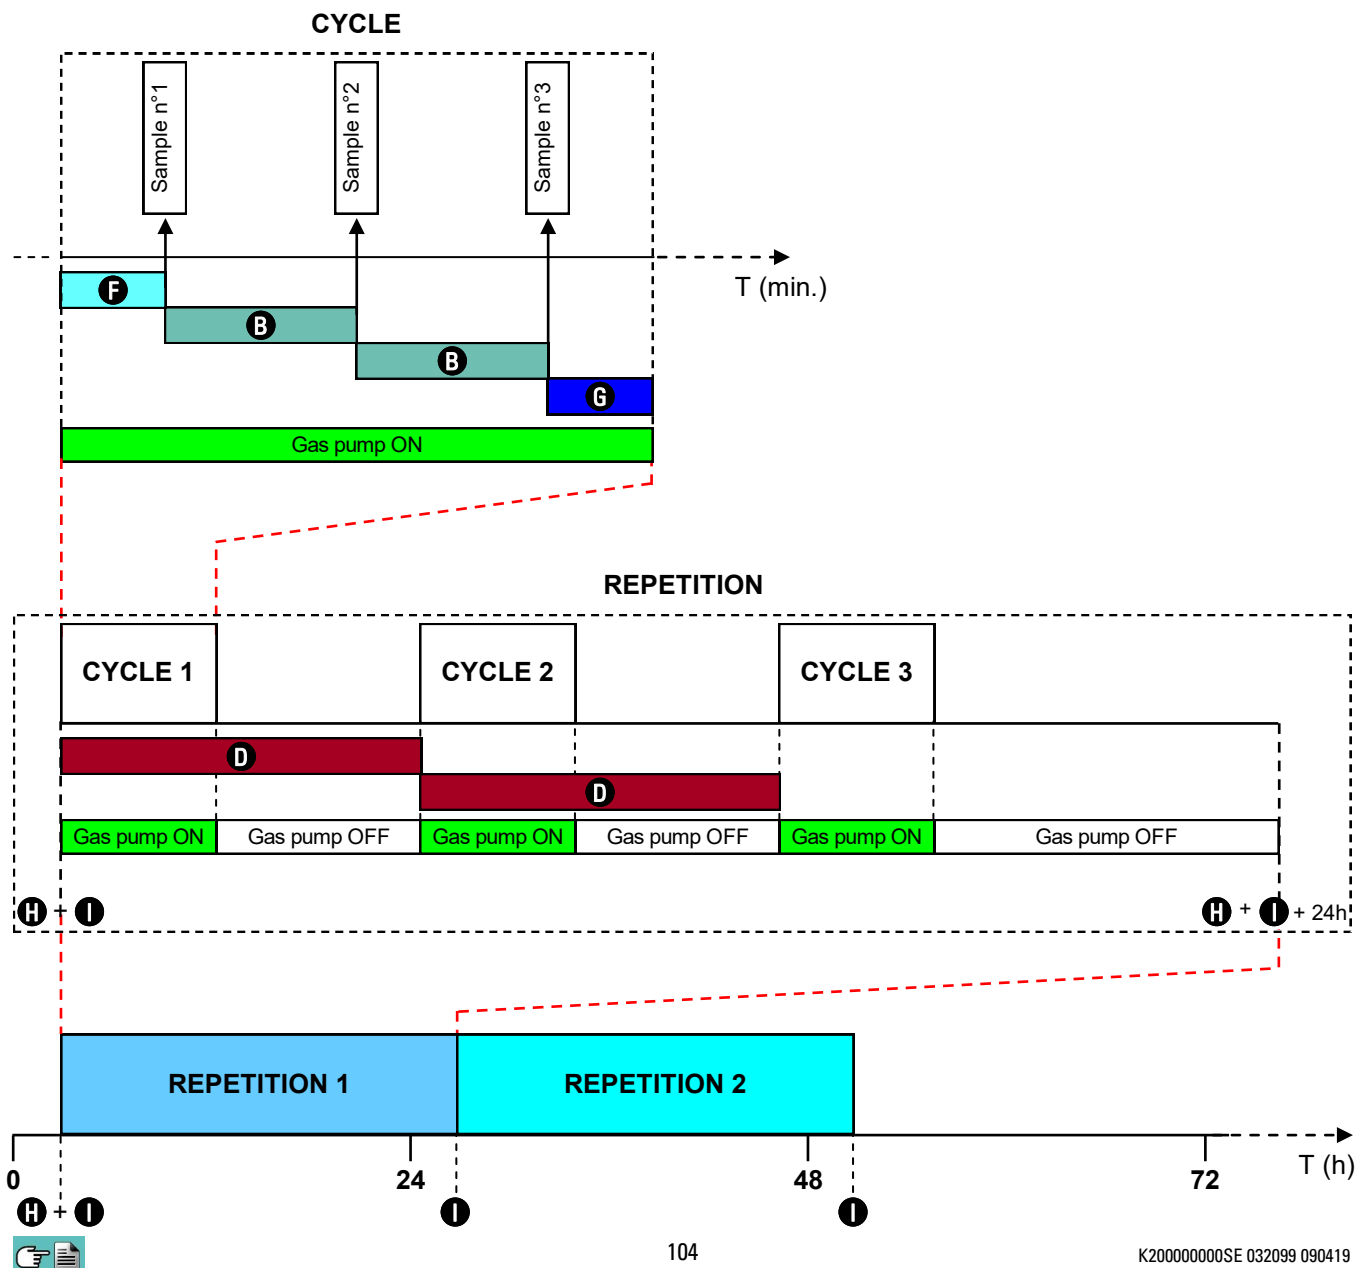 CYCLE
Sample n°1
Sample n°2
Sample n°3
T (min.)
F
B
B
G
Gas pump ON
REPETITION
CYCLE 1 CYCLE 2 CYCLE 3
D
D
Gas pump ON Gas pump OFF Gas pump ON Gas pump OFF Gas pump ON Gas pump OFF
H + I H + I + 24h
REPETITION 1 REPETITION 2
0 24 48 72 T (h)
H + I I I
104 K200000000SE 032099 090419